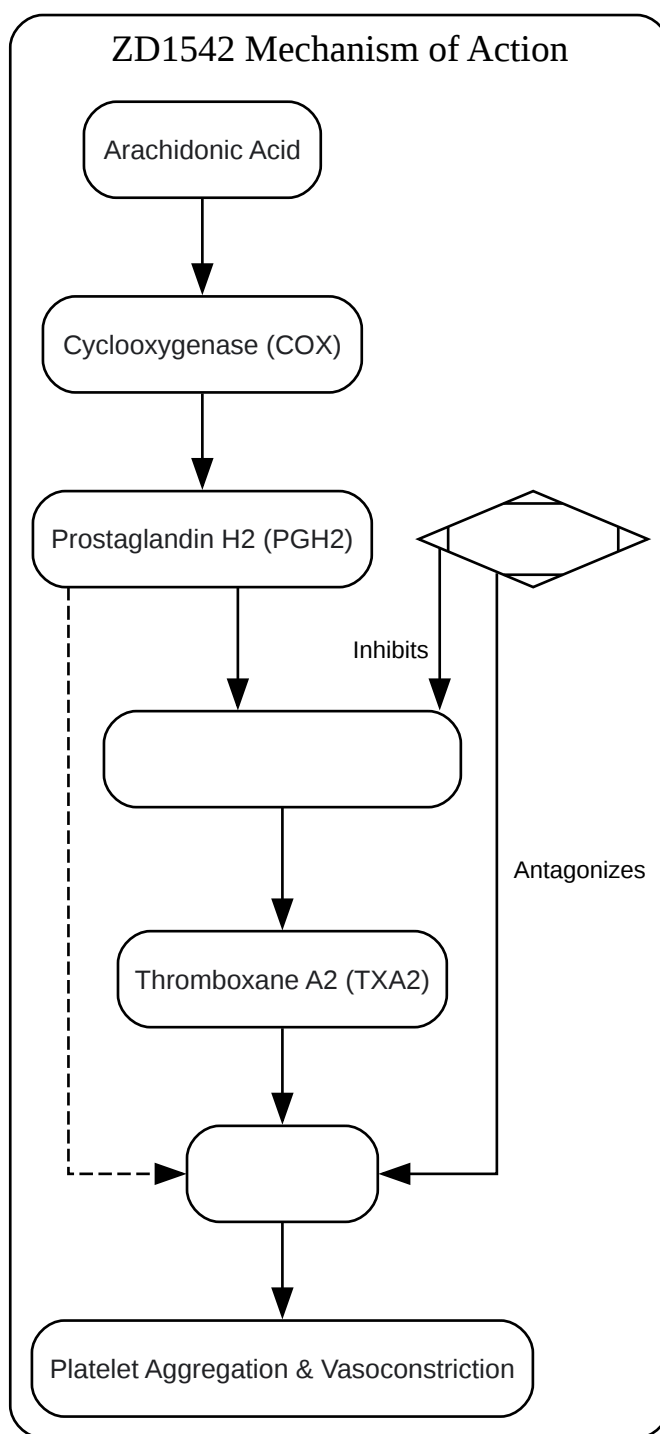 ZD1542 Mechanism of Action
Arachidonic Acid
Cyclooxygenase (COX)
Prostaglandin H2 (PGH2)
Inhibits
Antagonizes
Thromboxane A2 (TXA2)
Platelet Aggregation & Vasoconstriction